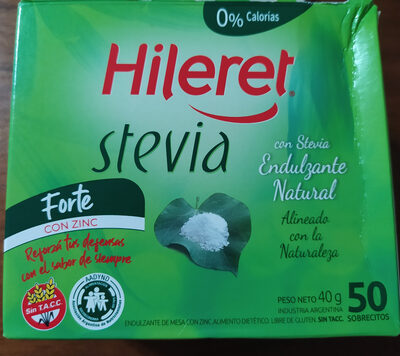 0% Calorías
Hileret®
stevia
con Stevia
Endulzante
Natural
Alineado
con la
Naturaleza
Forte
CON ZINC
Reforzá tus defensas
con el sabor de siempre
Sin T.A.C.C.
AADYND
PESO NETO 40g
INDUSTRIA ARGENTINA
50
SOBRECITOS
ENDULZANTE DE MESA CON ZINC. ALIMENTO DIETÉTICO. LIBRE DE GLUTEN. SIN TACC.